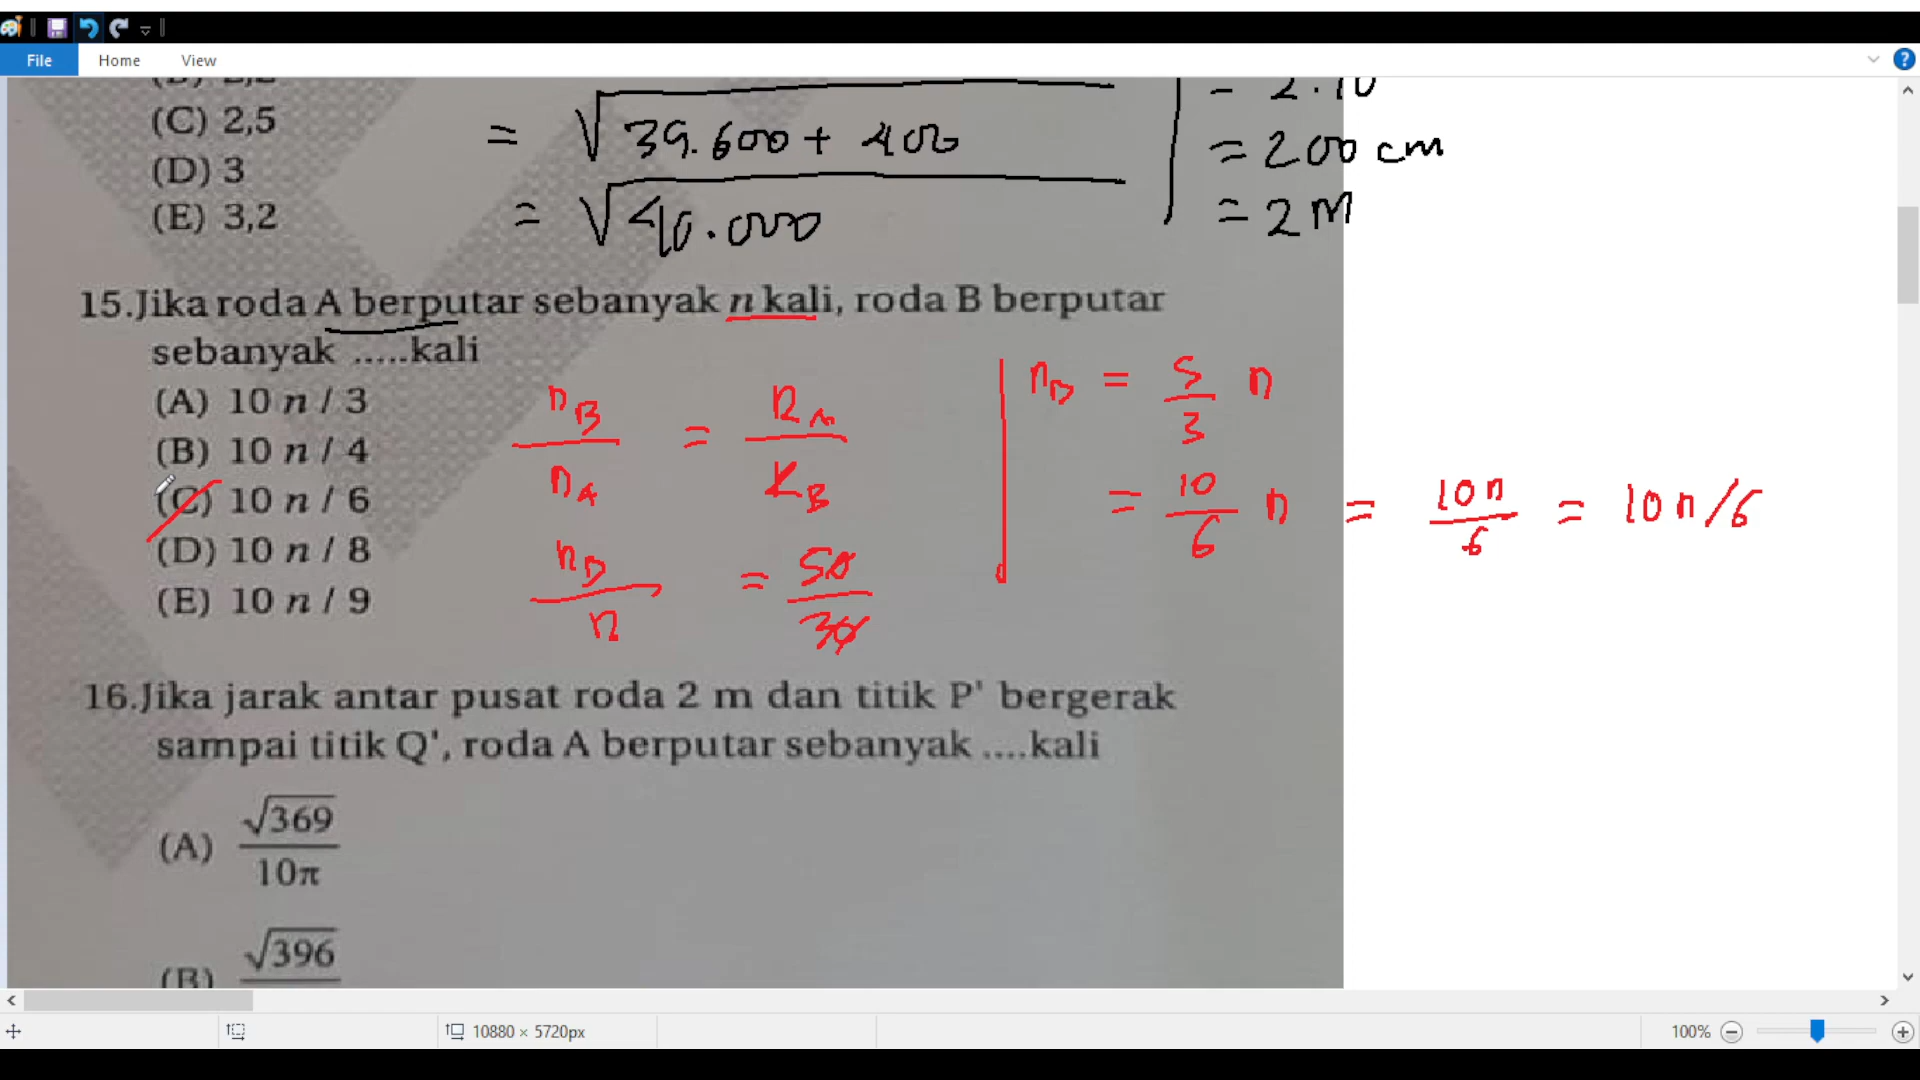 File Home View
(C) 2,5
(D) 3
(E) 3,2
= √39.600 + 400
= √40.000
= 2.10
= 200 cm
= 2 M
15.Jika roda A berputar sebanyak n kali, roda B berputar
sebanyak .....kali
(A) 10 n / 3
(B) 10 n / 4
(C) 10 n / 6
(D) 10 n / 8
(E) 10 n / 9
nB / nA = RA / RB
nB / n = 50 / 30
nB = 5/3 n
= 10/6 n = 10n/6 = 10n/6
16.Jika jarak antar pusat roda 2 m dan titik P' bergerak
sampai titik Q', roda A berputar sebanyak ....kali
(A) √369 / 10π
(B) √396
10880 × 5720px
100%